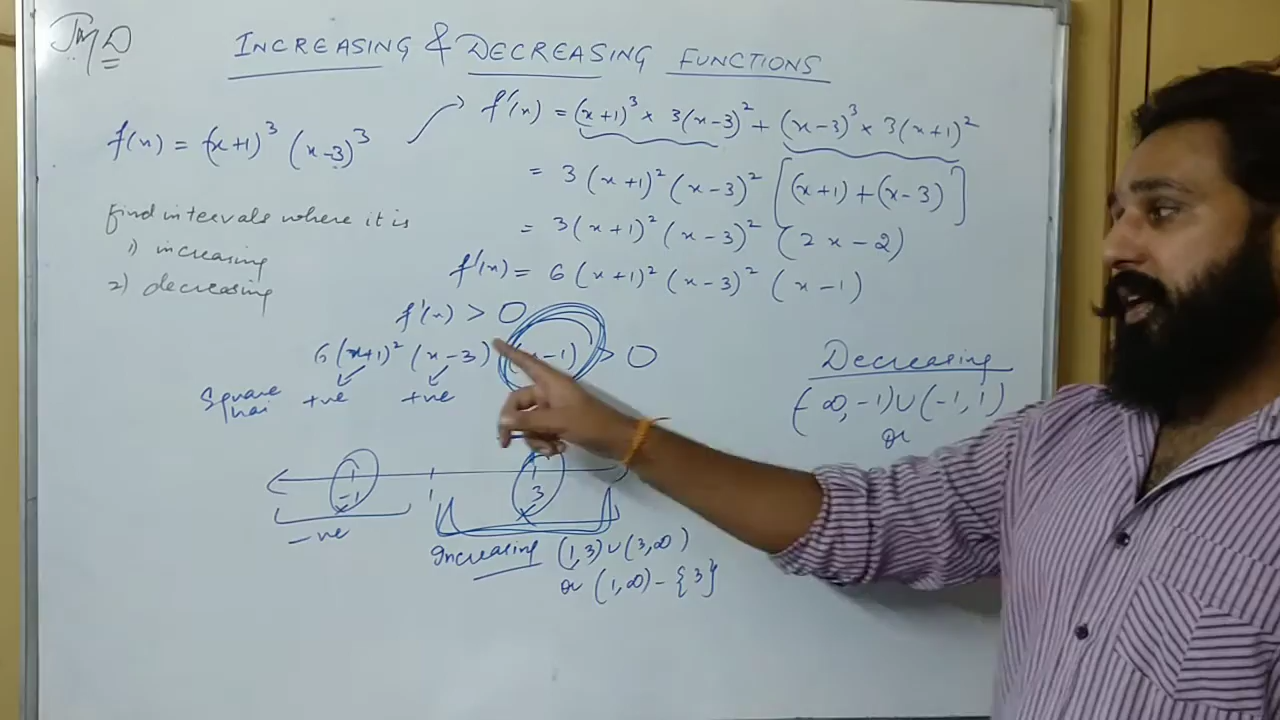 INCREASING & DECREASING FUNCTIONS
f(x) = (x+1)³ (x-3)³
f'(x) = (x+1)³ × 3(x-3)² + (x-3)³ × 3(x+1)²
= 3(x+1)² (x-3)² [(x+1)+(x-3)]
= 3(x+1)² (x-3)² (2x-2)
f'(x) = 6(x+1)² (x-3)² (x-1)
find intervals where it is
1) increasing
2) decreasing
f'(x) > 0
6(x+1)² (x-3) -1) > 0
Square hai +ve +ve
-1 1 3
-ve
Increasing (1,3)∪(3,∞)
or (1,∞)-{3}
Decreasing
(-∞,-1)∪(-1,1)
or